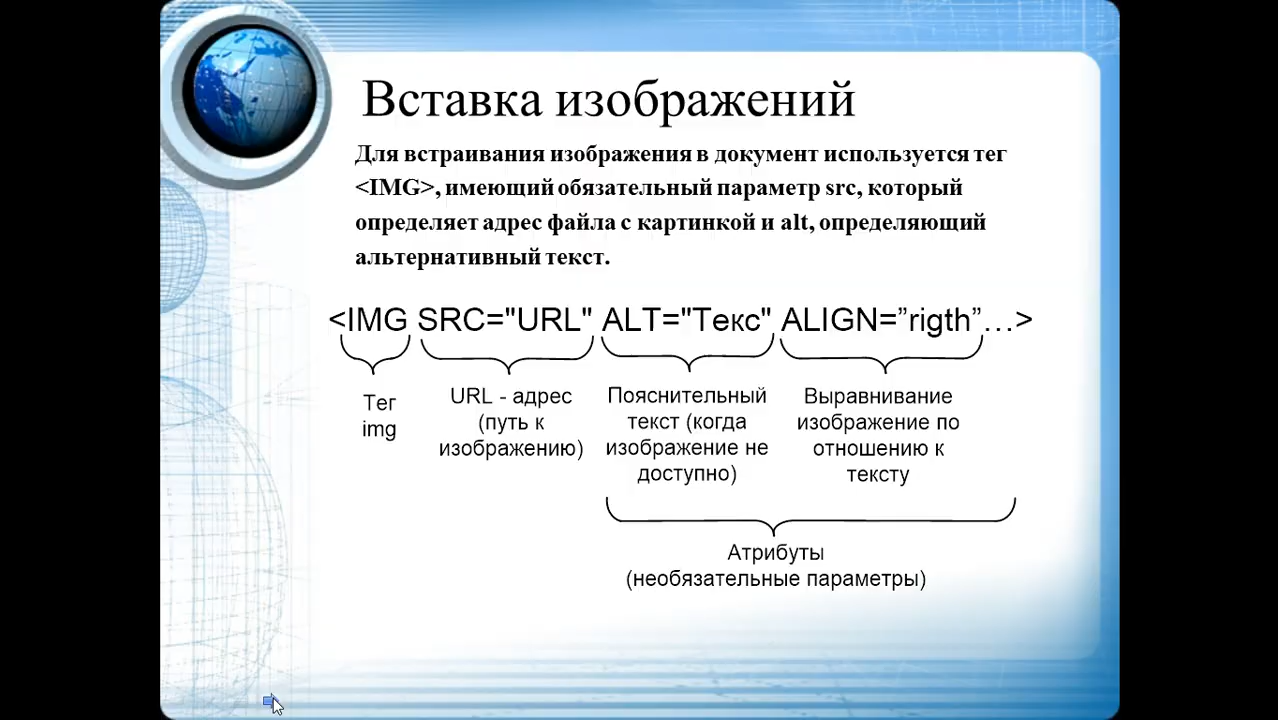 Вставка изображений
Для встраивания изображения в документ используется тег
<IMG>, имеющий обязательный параметр src, который
определяет адрес файла с картинкой и alt, определяющий
альтернативный текст.
<IMG SRC="URL" ALT="Текс" ALIGN=”rigth”…>
Тег
img
URL - адрес
(путь к
изображению)
Пояснительный
текст (когда
изображение не
доступно)
Выравнивание
изображение по
отношению к
тексту
Атрибуты
(необязательные параметры)